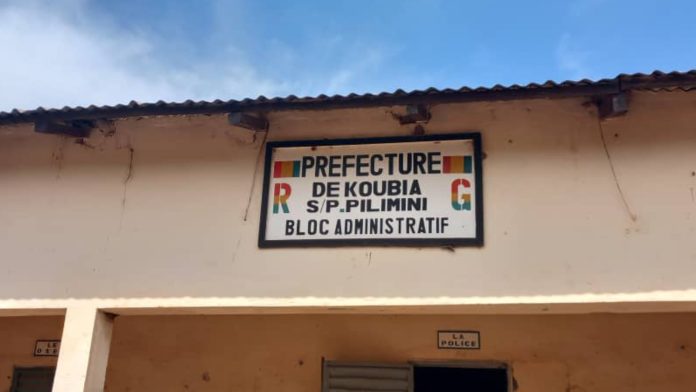 PREFECTURE
R DE KOUBIA G
S/P.PILIMINI
BLOC ADMINISTRATIF
LA
POLICE